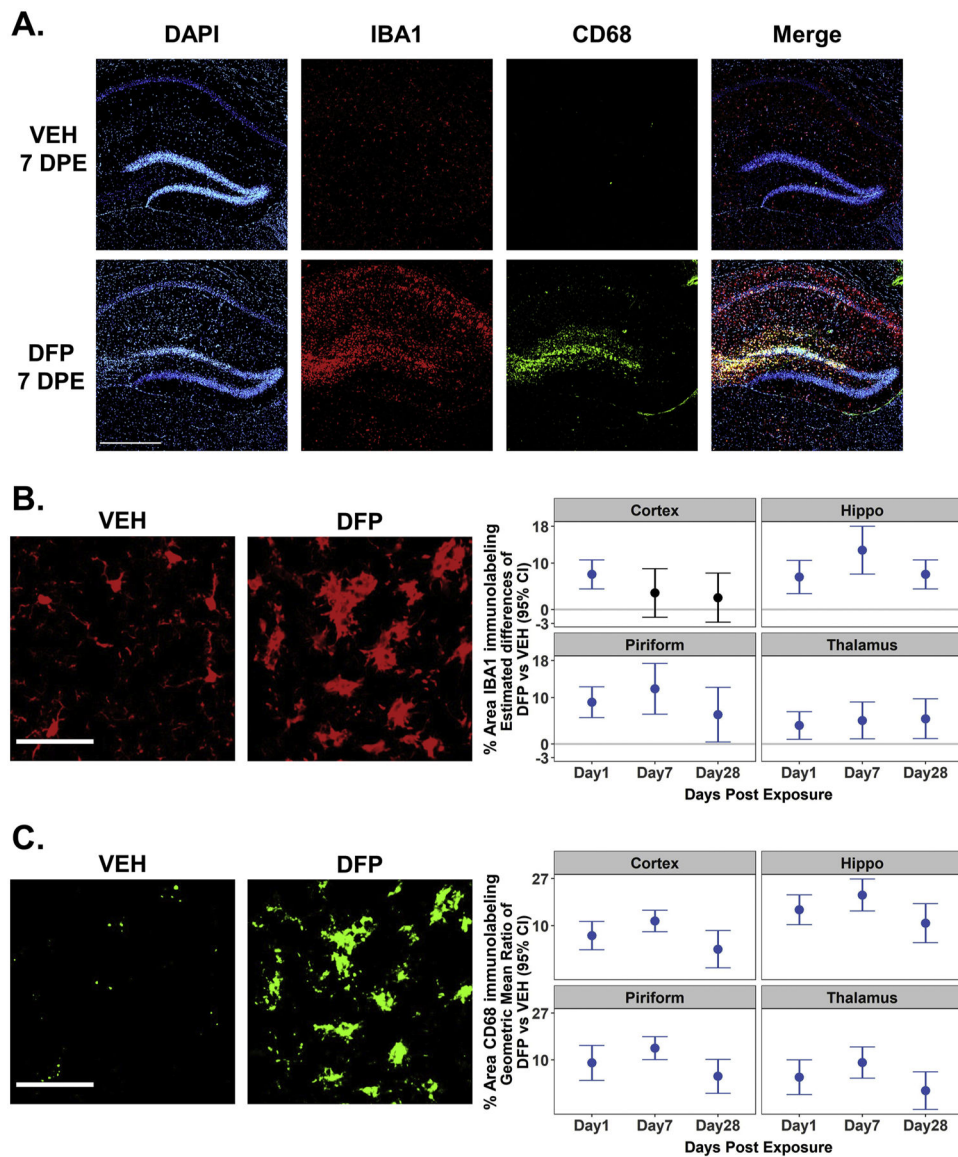 A.
DAPI IBA1 CD68 Merge
VEH
7 DPE
DFP
7 DPE
B.
VEH DFP
% Area IBA1 immunolabeling
Estimated differences of
DFP vs VEH (95% CI)
Cortex Hippo
18
10
0
-3
Piriform Thalamus
18
10
0
-3
Day1 Day7 Day28 Day1 Day7 Day28
Days Post Exposure
C.
VEH DFP
% Area CD68 immunolabeling
Geometric Mean Ratio of
DFP vs VEH (95% CI)
Cortex Hippo
27
10
Piriform Thalamus
27
10
Day1 Day7 Day28 Day1 Day7 Day28
Days Post Exposure